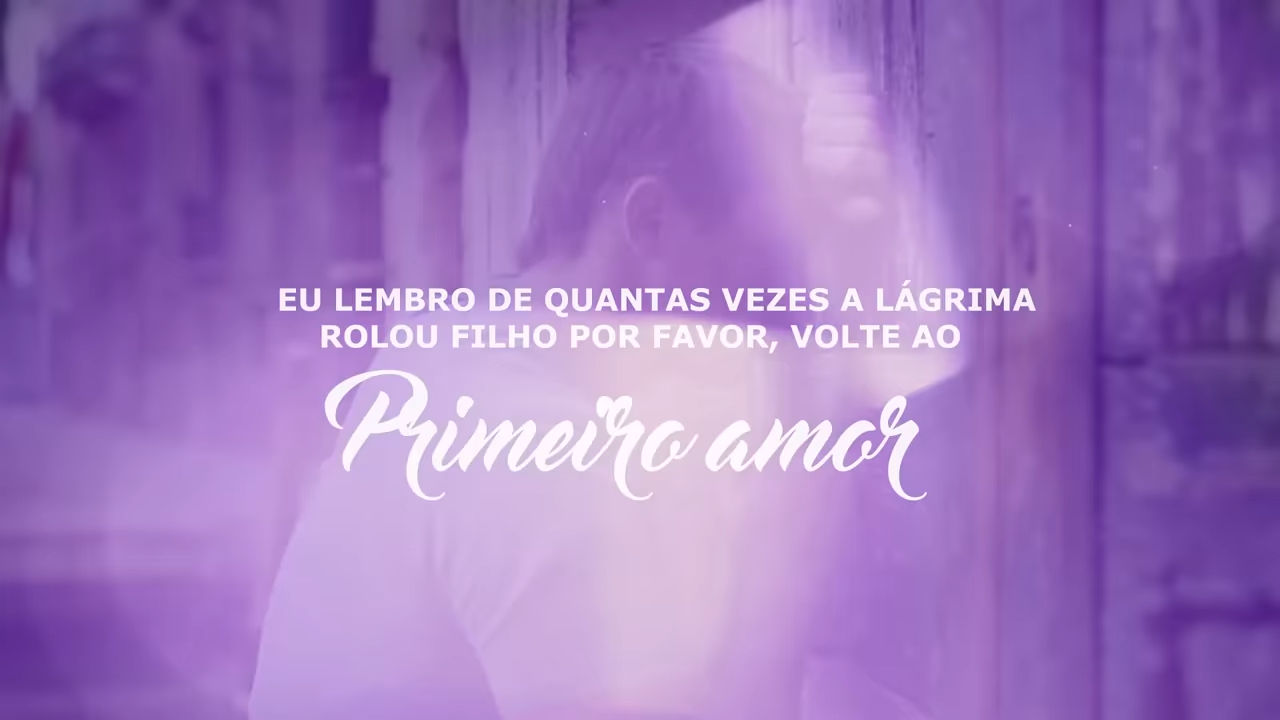 EU LEMBRO DE QUANTAS VEZES A LÁGRIMA
ROLOU FILHO POR FAVOR, VOLTE AO
Primeiro amor